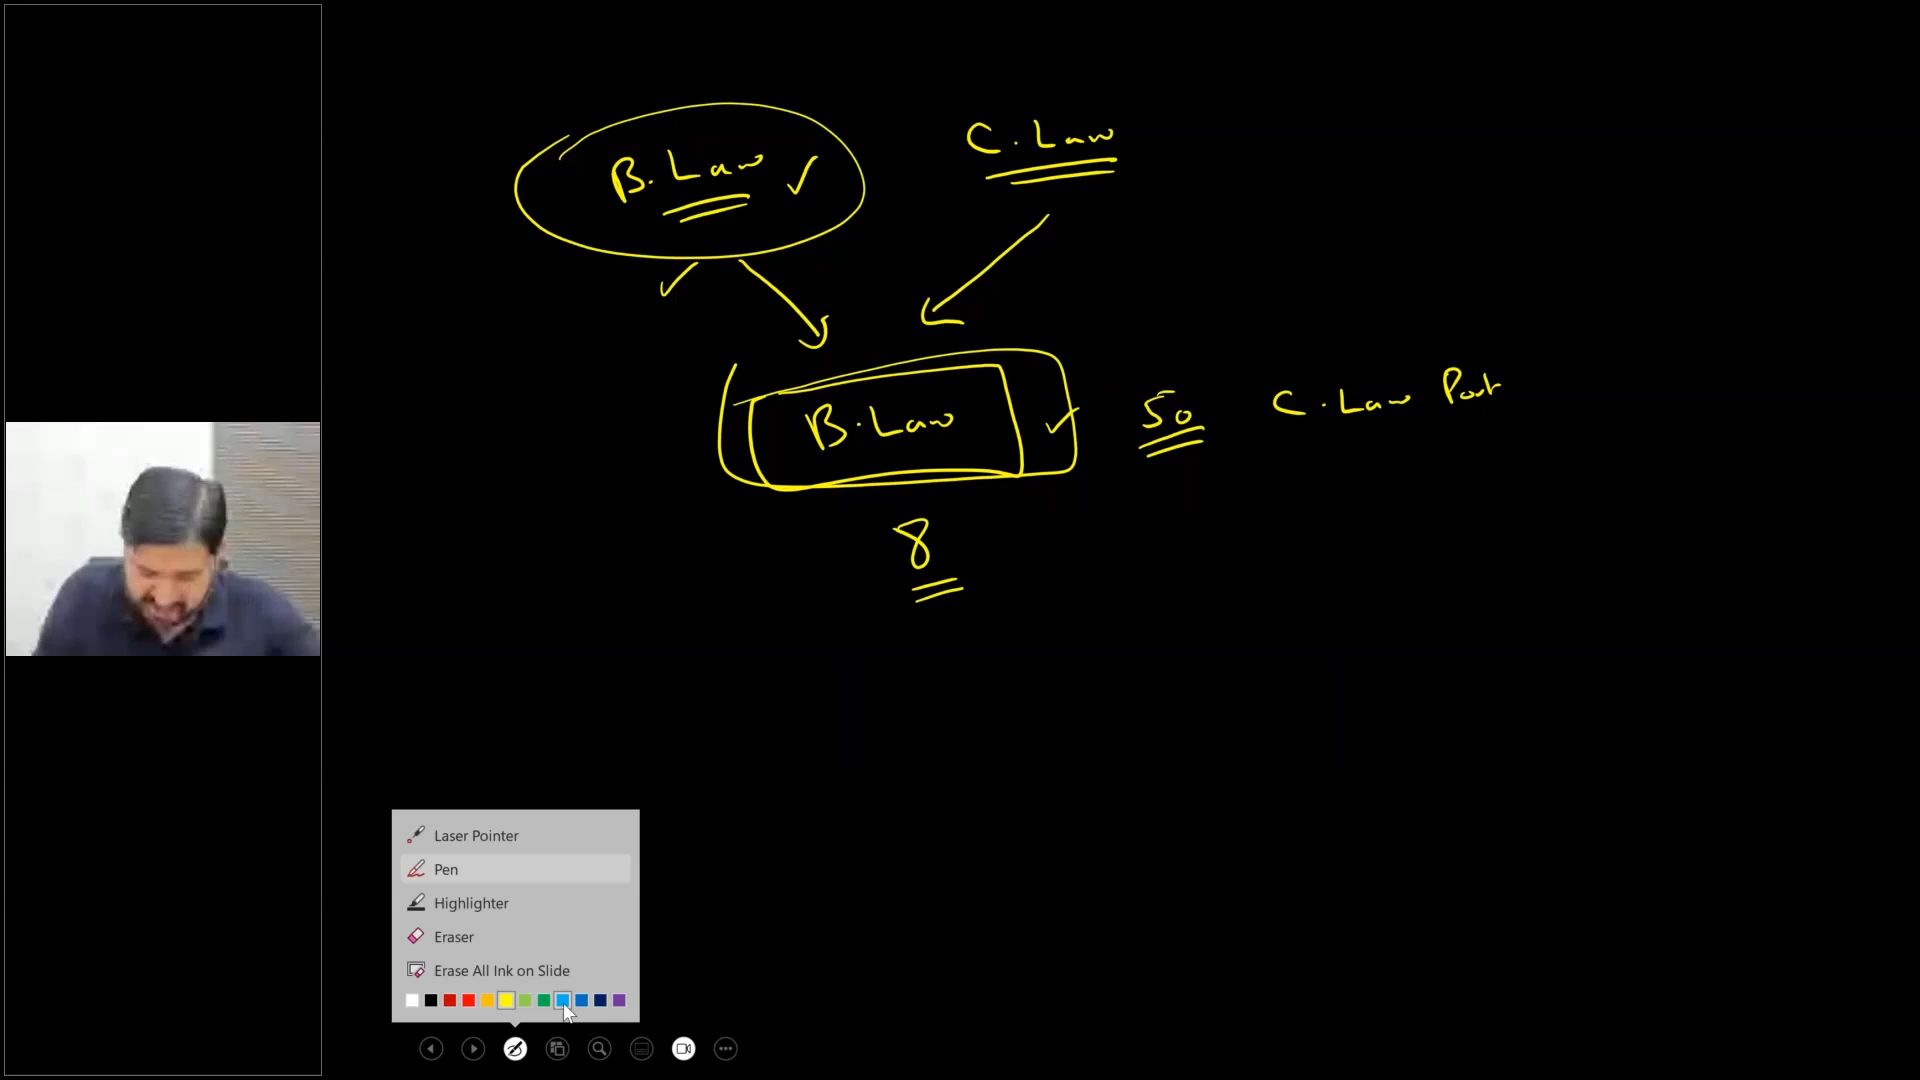 B. Law
C. Law
B. Law
50 C. Law Part
8
Laser Pointer
Pen
Highlighter
Eraser
Erase All Ink on Slide